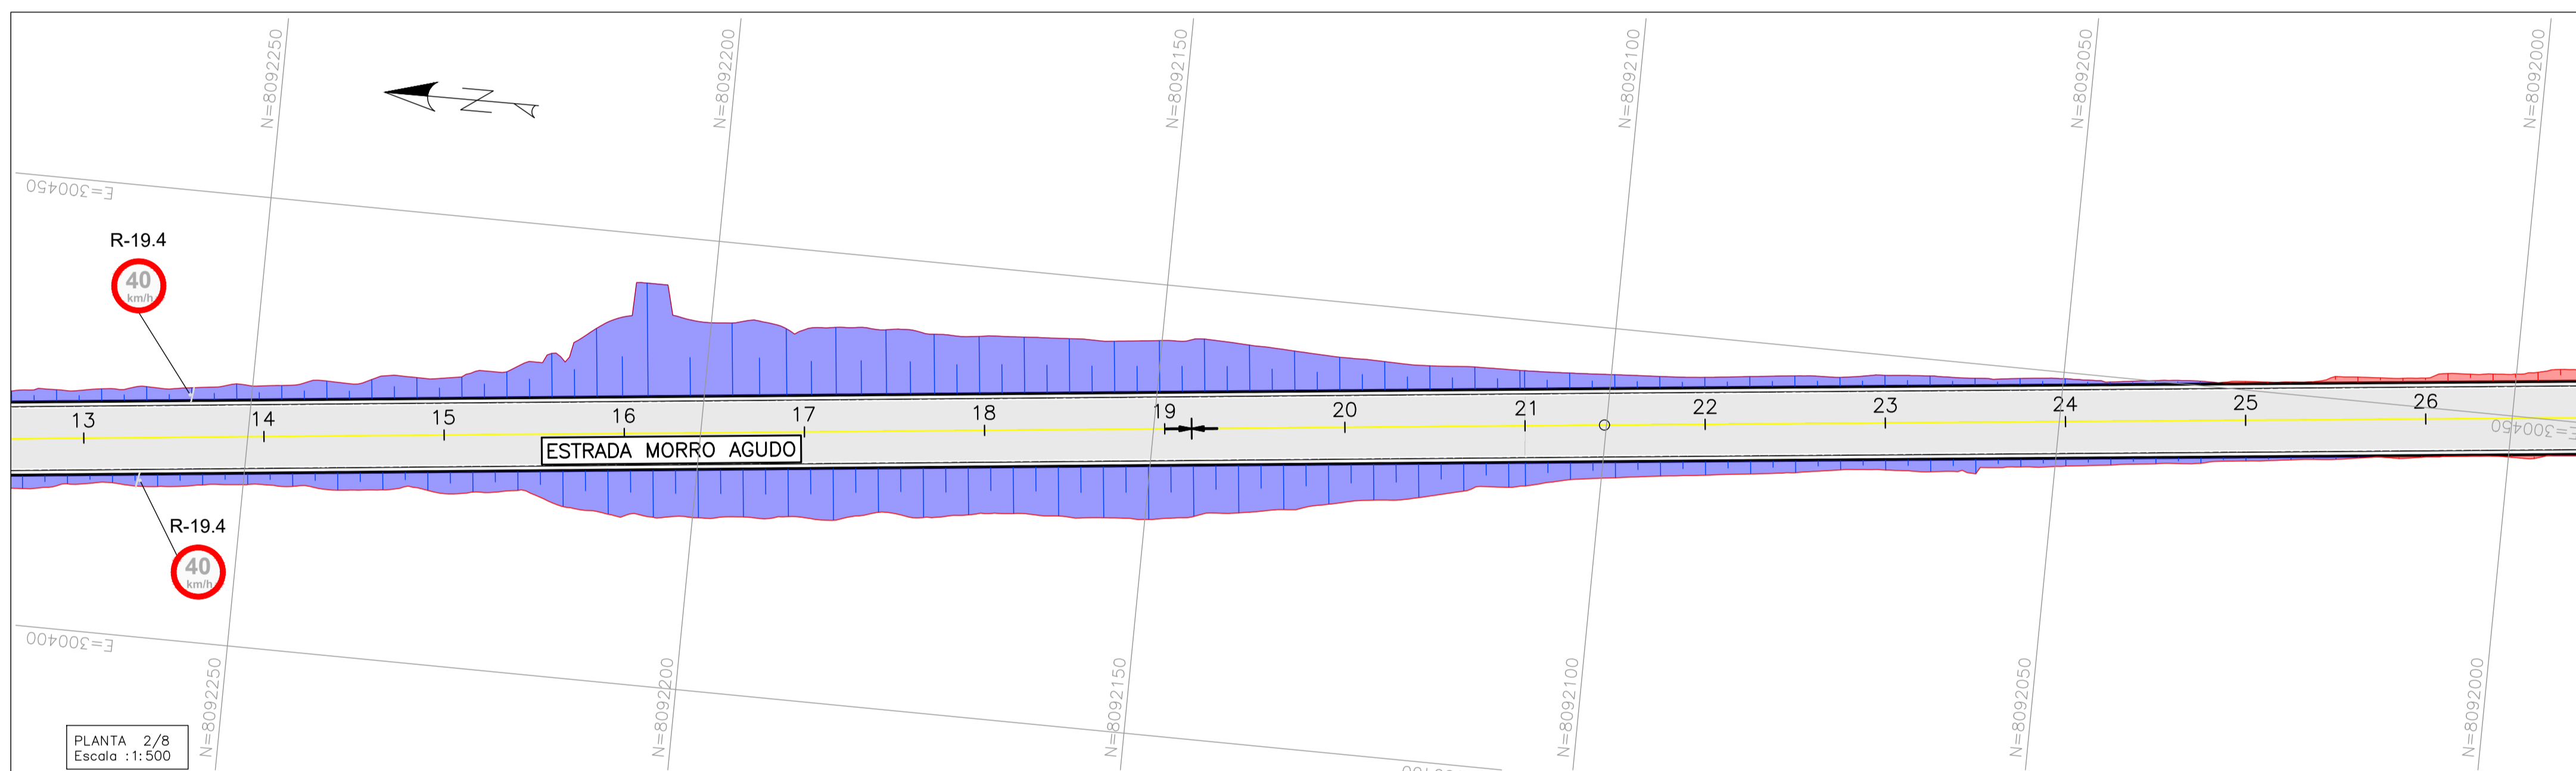 N=8092250
N=8092200
N=8092150
N=8092100
N=8092050
N=8092000
N
E=300450
R-19.4
40
km/h
13 14 15 16 17 18 19 20 21 22 23 24 25 26
E=300450
ESTRADA MORRO AGUDO
R-19.4
40
km/h
E=300400
N=8092250
N=8092200
N=8092150
N=8092100
N=8092050
N=8092000
PLANTA 2/8
Escala :1:500